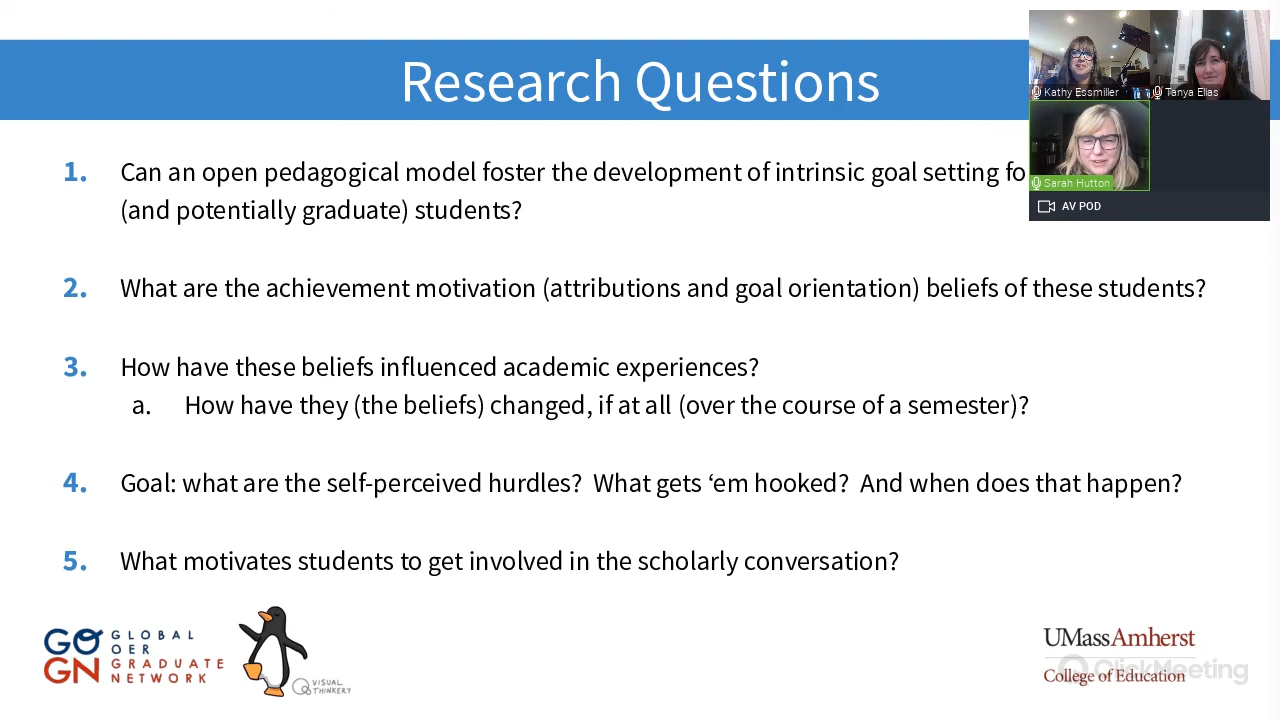 Research Questions
Kathy Essmiller
Tanya Elias
Sarah Hutton
AV POD
1. Can an open pedagogical model foster the development of intrinsic goal setting fo
(and potentially graduate) students?
2. What are the achievement motivation (attributions and goal orientation) beliefs of these students?
3. How have these beliefs influenced academic experiences?
a. How have they (the beliefs) changed, if at all (over the course of a semester)?
4. Goal: what are the self-perceived hurdles? What gets ‘em hooked? And when does that happen?
5. What motivates students to get involved in the scholarly conversation?
GO GLOBAL
OER
GN GRADUATE
NETWORK
VISUAL
THINKERY
UMassAmherst
ClickMeeting
College of Education